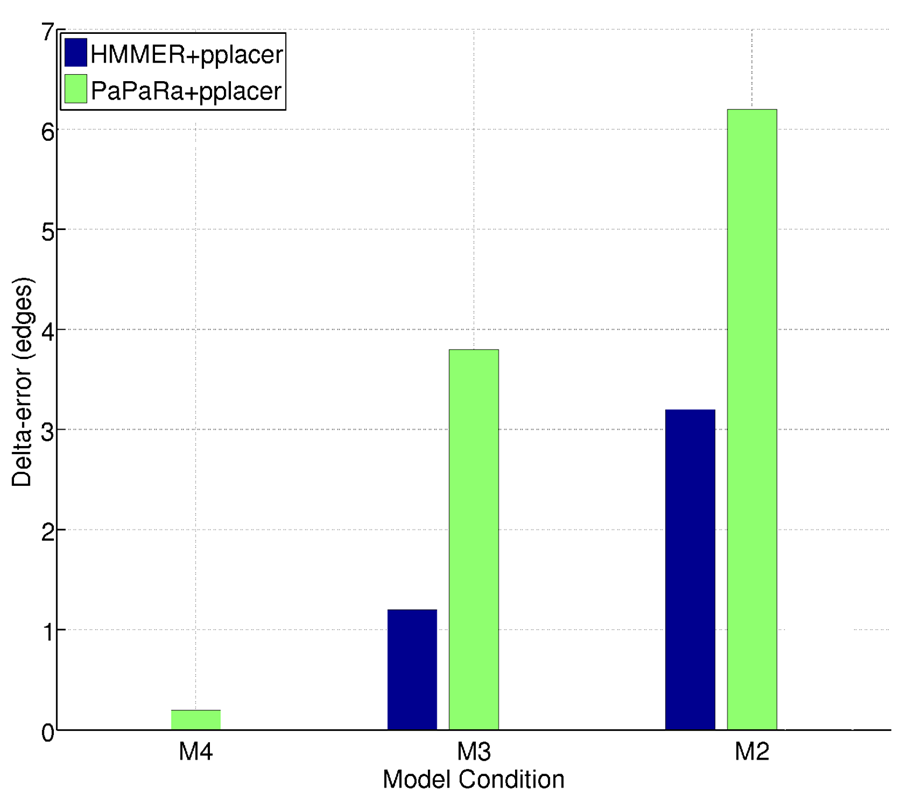 HMMER+pplacer
PaPaRa+pplacer
7
6
5
4
3
2
1
0
Delta-error (edges)
M4 M3 M2
Model Condition